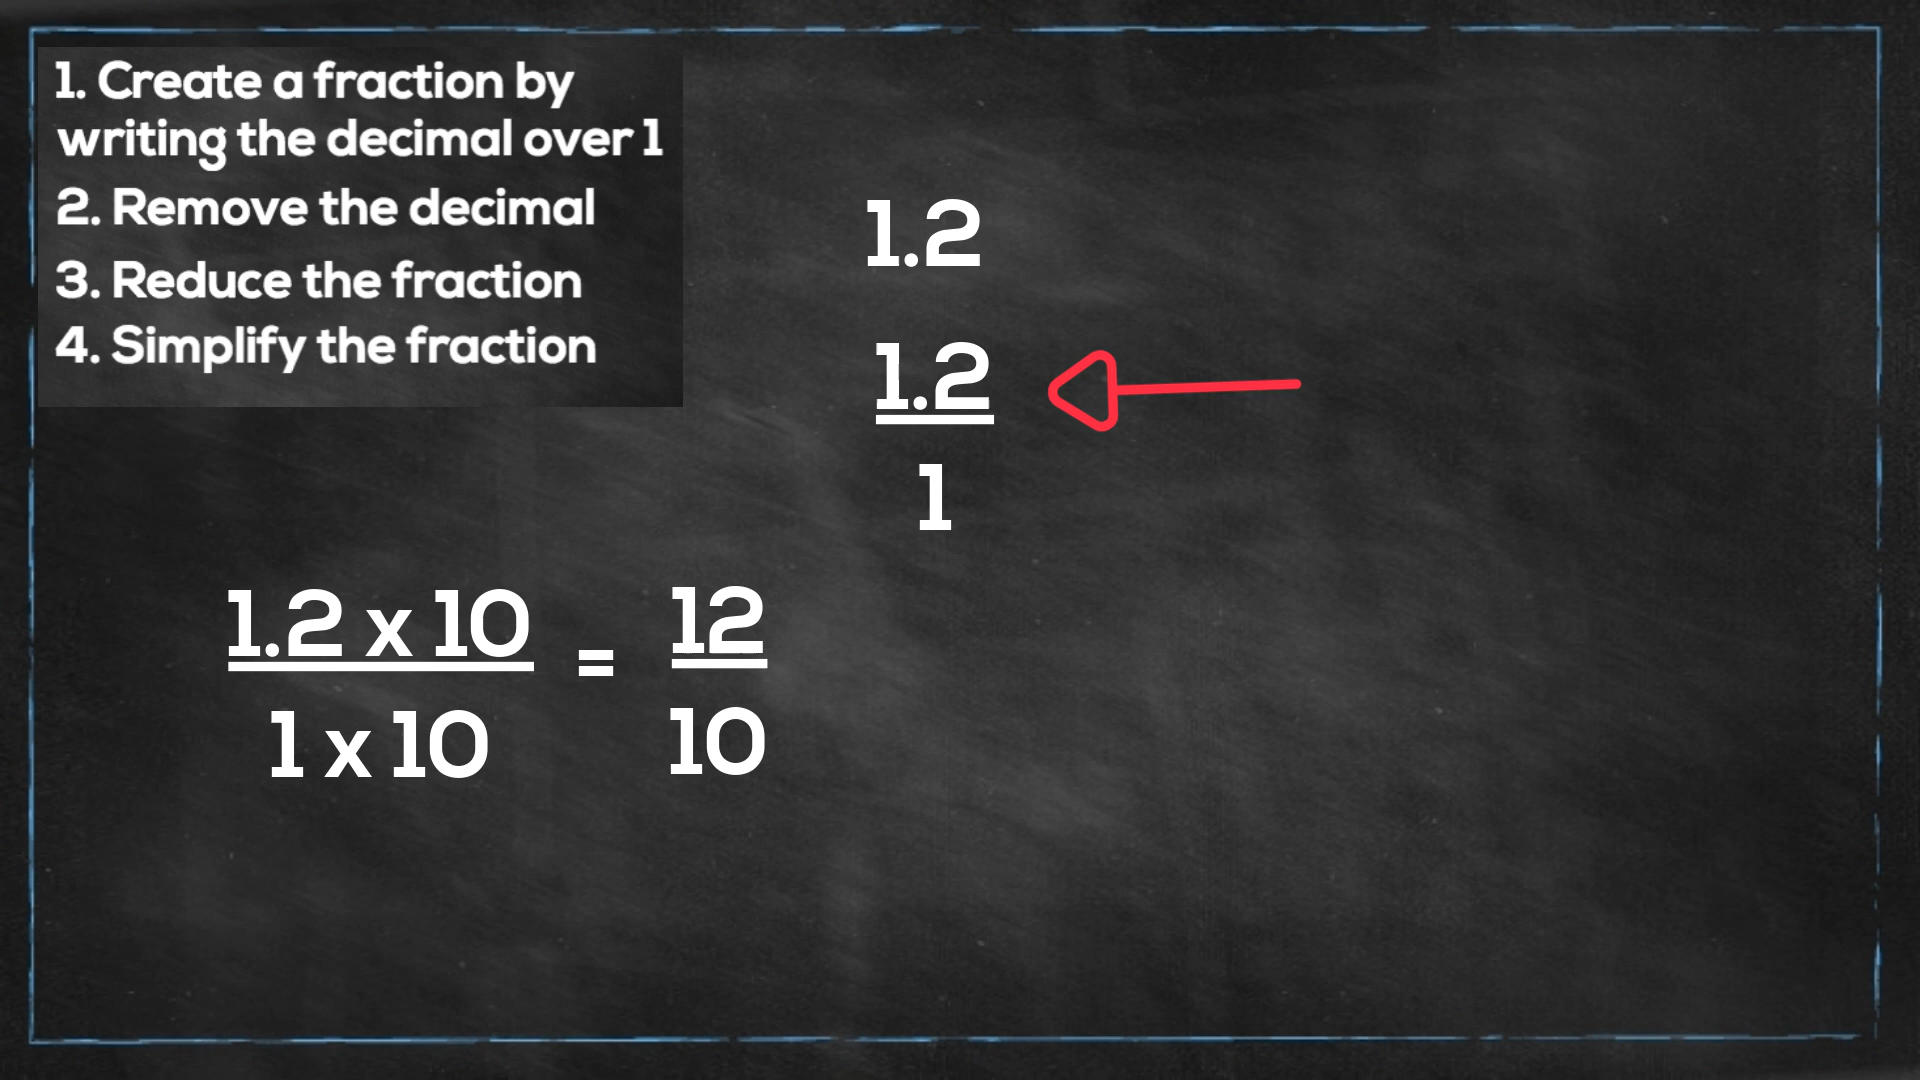 1. Create a fraction by
writing the decimal over 1
2. Remove the decimal
3. Reduce the fraction
4. Simplify the fraction
1.2
1.2
1
1.2 x 10
1 x 10
=
12
10